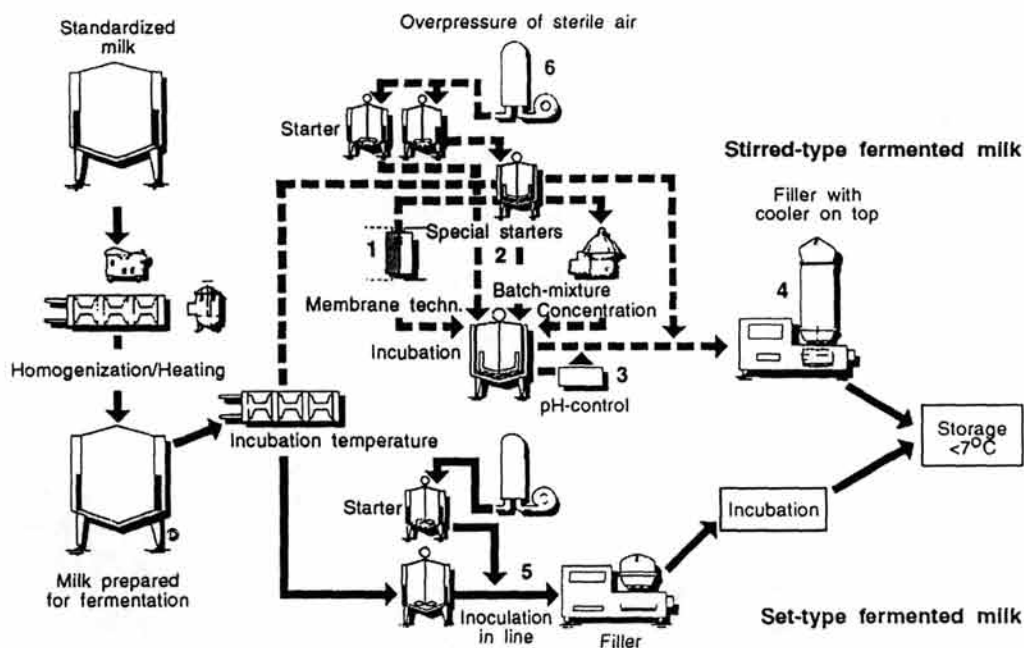 Overpressure of sterile air
Standardized
milk
6
Starter
Stirred-type fermented milk
Filler with
cooler on top
Special starters
1
2
4
Membrane techn.
Batch-mixture
Concentration
Incubation
3
pH-control
Homogenization/Heating
Incubation temperature
Storage
<7°C
Starter
Incubation
Milk prepared
for fermentation
5
Inoculation
in line
Filler
Set-type fermented milk